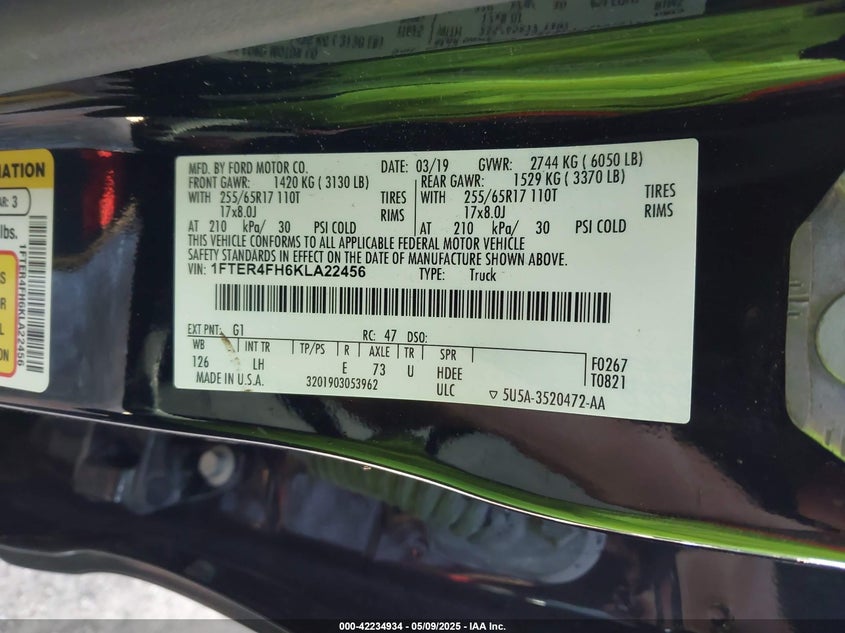 MFD. BY FORD MOTOR CO. DATE: 03/19 GVWR: 2744 KG ( 6050 LB)
FRONT GAWR: 1420 KG ( 3130 LB) REAR GAWR: 1529 KG ( 3370 LB)
WITH 255/65R17 110T TIRES WITH 255/65R17 110T TIRES
17x8.0J RIMS 17x8.0J RIMS
AT 210 kPa/ 30 PSI COLD AT 210 kPa/ 30 PSI COLD
THIS VEHICLE CONFORMS TO ALL APPLICABLE FEDERAL MOTOR VEHICLE
SAFETY STANDARDS IN EFFECT ON THE DATE OF MANUFACTURE SHOWN ABOVE.
VIN: 1FTER4FH6KLA22456 TYPE: Truck
EXT PNT: G1 RC: 47 DSO:
WB INT TR TP/PS R AXLE TR SPR F0267
126 LH E 73 U HDEE T0821
MADE IN U.S.A. 3201903053962 ULC ▽ 5U5A-3520472-AA
MATION
AR: 3
lbs.
1FTER4FH6KLA22456
000-42234934 - 05/09/2025 - IAA Inc.